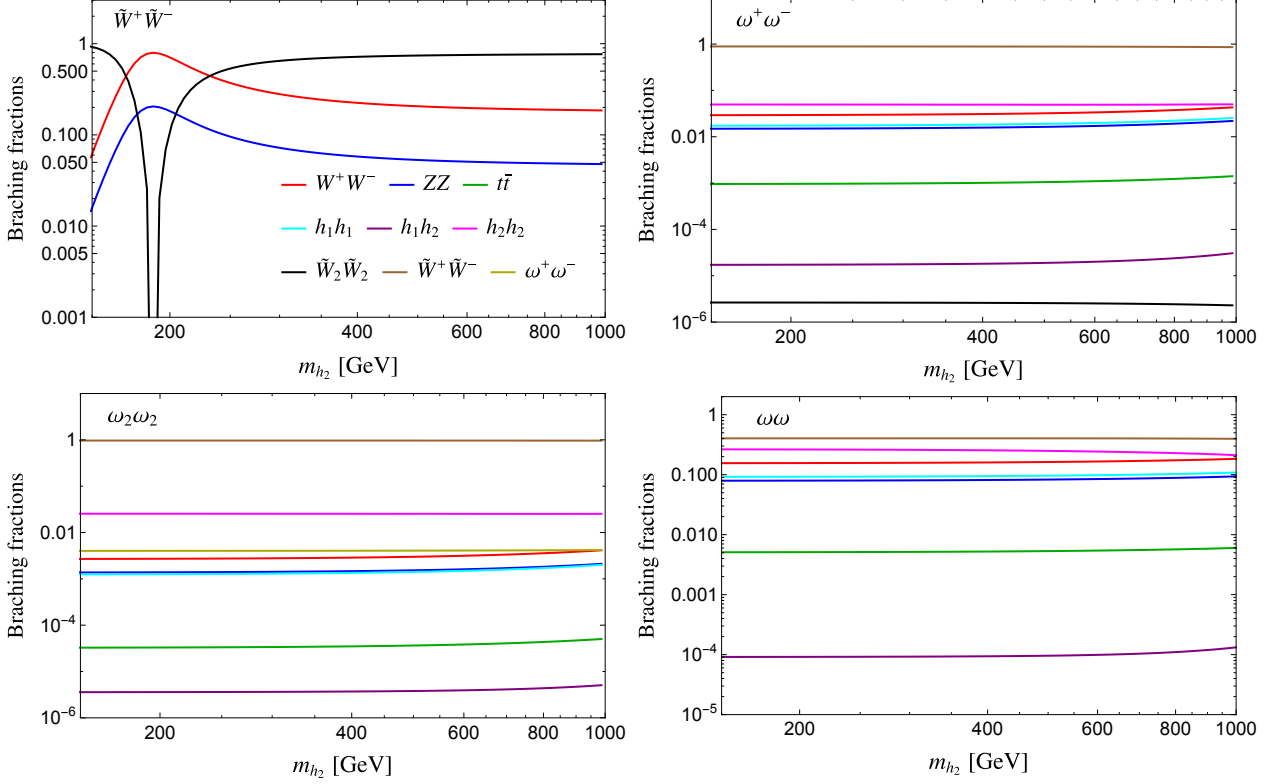 W̃⁺W̃⁻
Braching fractions
1
0.500
0.100
0.050
0.010
0.005
0.001
W⁺W⁻ ZZ tt̄
h₁h₁ h₁h₂ h₂h₂
W̃₂W̃₂ W̃⁺W̃⁻ ω⁺ω⁻
200 400 600 800 1000
m_{h₂} [GeV]
ω⁺ω⁻
Braching fractions
1
0.01
10⁻⁴
10⁻⁶
200 400 600 800 1000
m_{h₂} [GeV]
ω₂ω₂
Braching fractions
1
0.01
10⁻⁴
10⁻⁶
200 400 600 800 1000
m_{h₂} [GeV]
ωω
Braching fractions
1
0.100
0.010
0.001
10⁻⁴
10⁻⁵
200 400 600 800 1000
m_{h₂} [GeV]